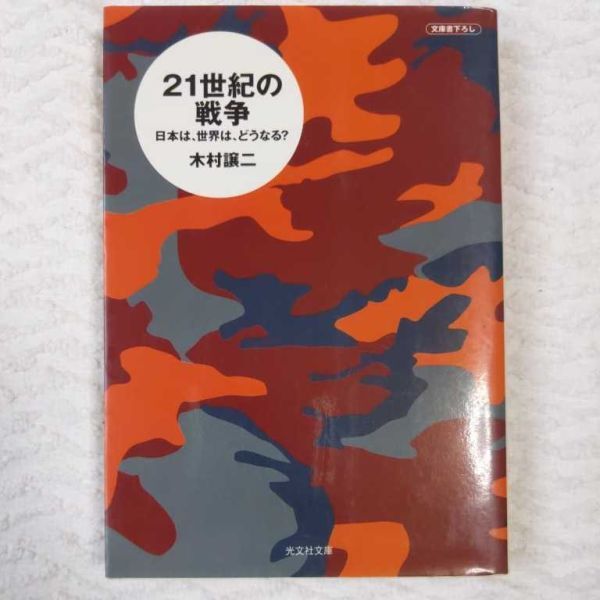 文庫書下ろし
21世紀の
戦争
日本は、世界は、どうなる?
木村譲二
光文社文庫